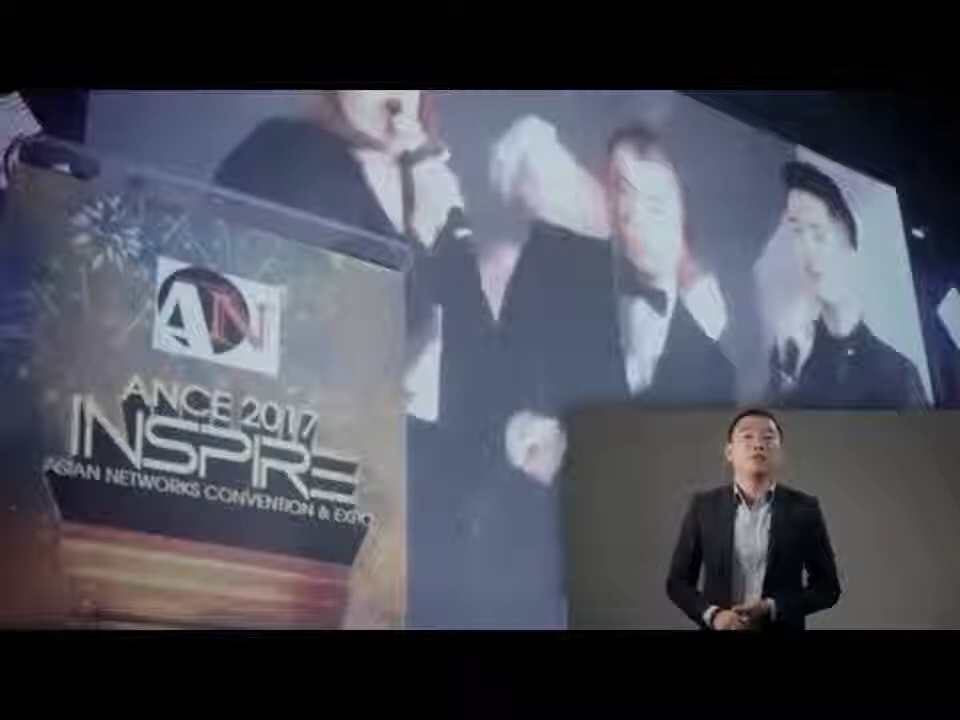 AN
ANCE 2017
INSPIRE
ASIAN NETWORKS CONVENTION & EXPO